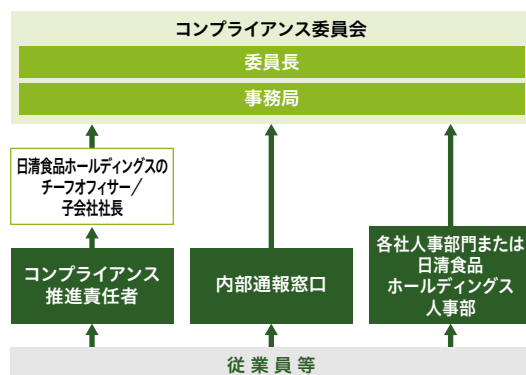 コンプライアンス委員会
委員長
事務局
日清食品ホールディングスの
チーフオフィサー／
子会社社長
コンプライアンス
推進責任者
内部通報窓口
各社人事部門または
日清食品
ホールディングス
人事部
従業員等